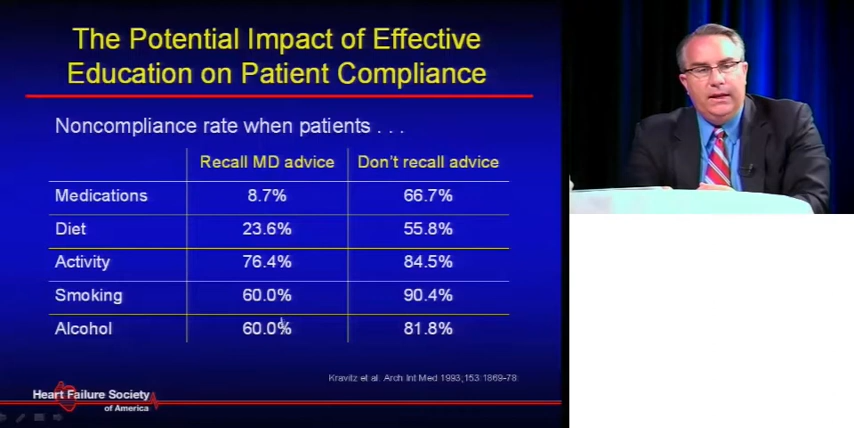 The Potential Impact of Effective
Education on Patient Compliance
Noncompliance rate when patients . . .
Recall MD advice Don't recall advice
Medications 8.7% 66.7%
Diet 23.6% 55.8%
Activity 76.4% 84.5%
Smoking 60.0% 90.4%
Alcohol 60.0% 81.8%
Kravitz et al. Arch Int Med 1993;153:1869-78
Heart Failure Society
of America